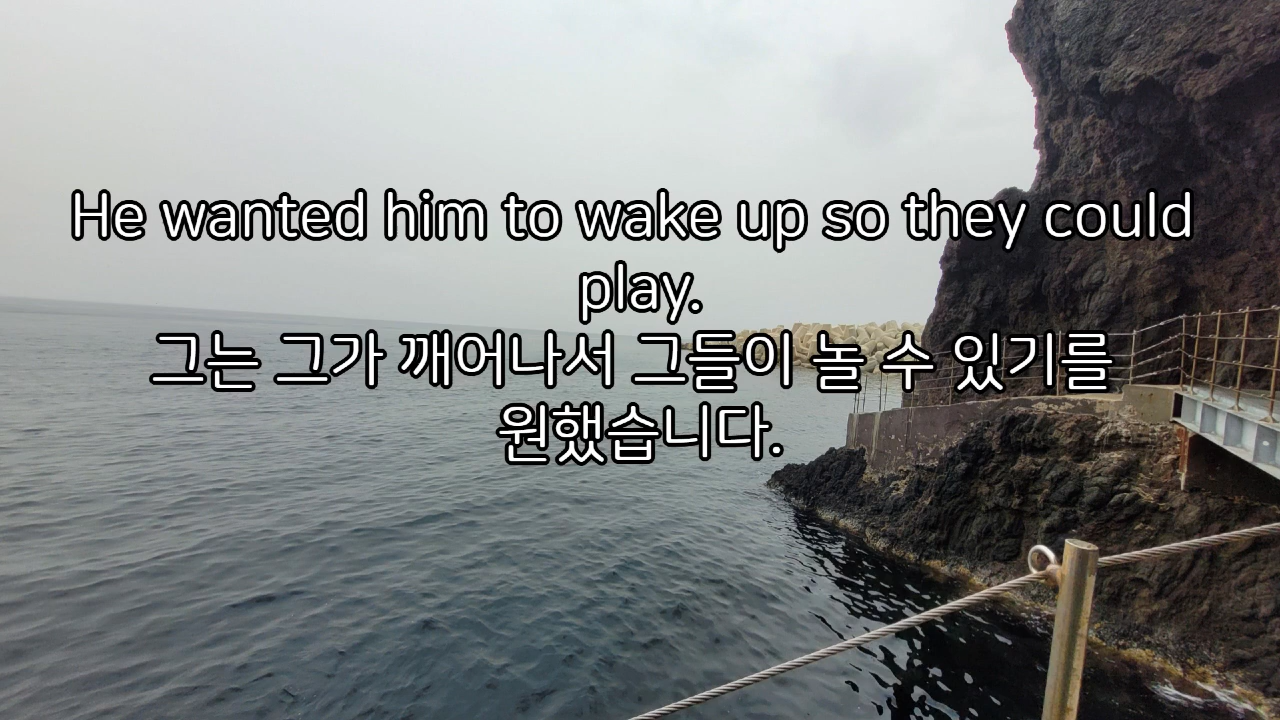 He wanted him to wake up so they could
play.
그는 그가 깨어나서 그들이 놀 수 있기를
원했습니다.